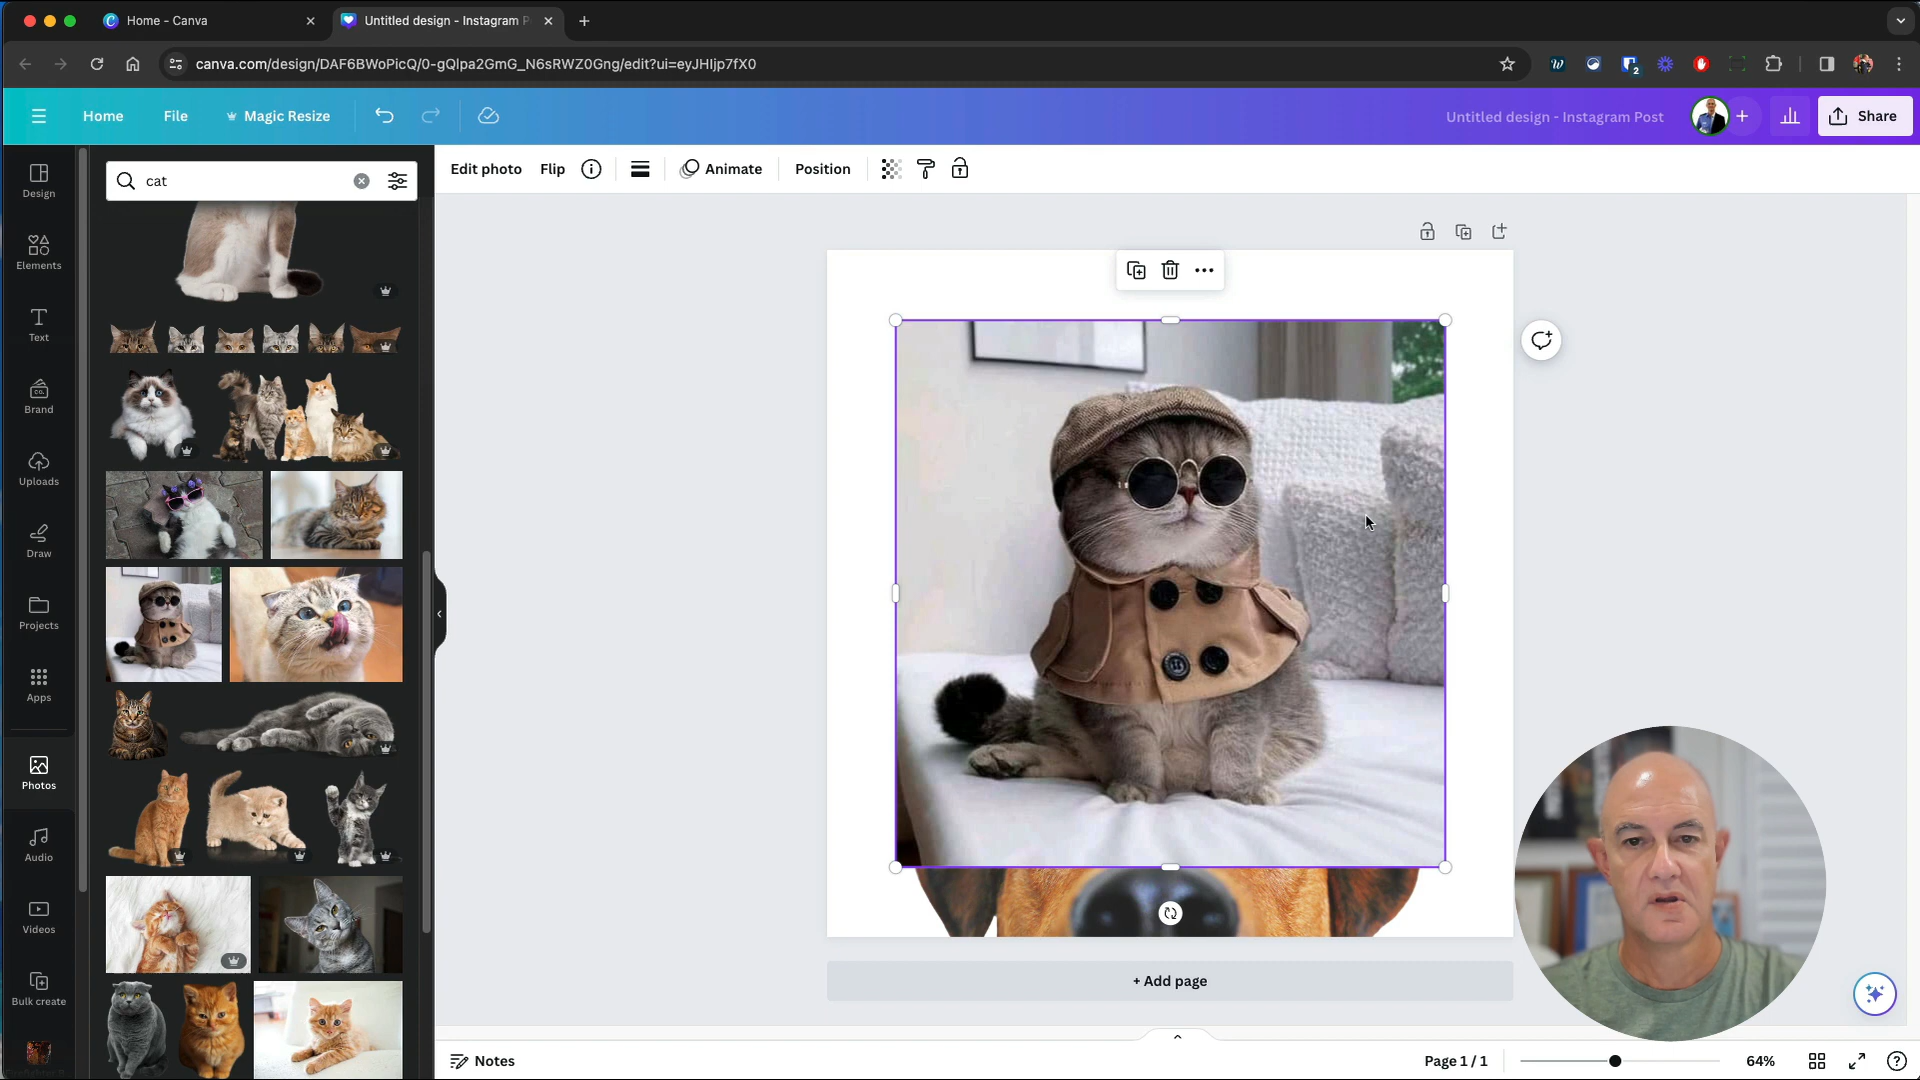 Home - Canva
Untitled design - Instagram P
canva.com/design/DAF6BWoPicQ/0-gQlpa2GmG_N6sRWZ0Gng/edit?ui=eyJHIjp7fX0
2
Home
File
Magic Resize
Untitled design - Instagram Post
Share
Design
Elements
Text
Brand
Uploads
Draw
Projects
Apps
Photos
Audio
Videos
Bulk create
cat
Edit photo
Flip
Animate
Position
+ Add page
Notes
Page 1 / 1
64%